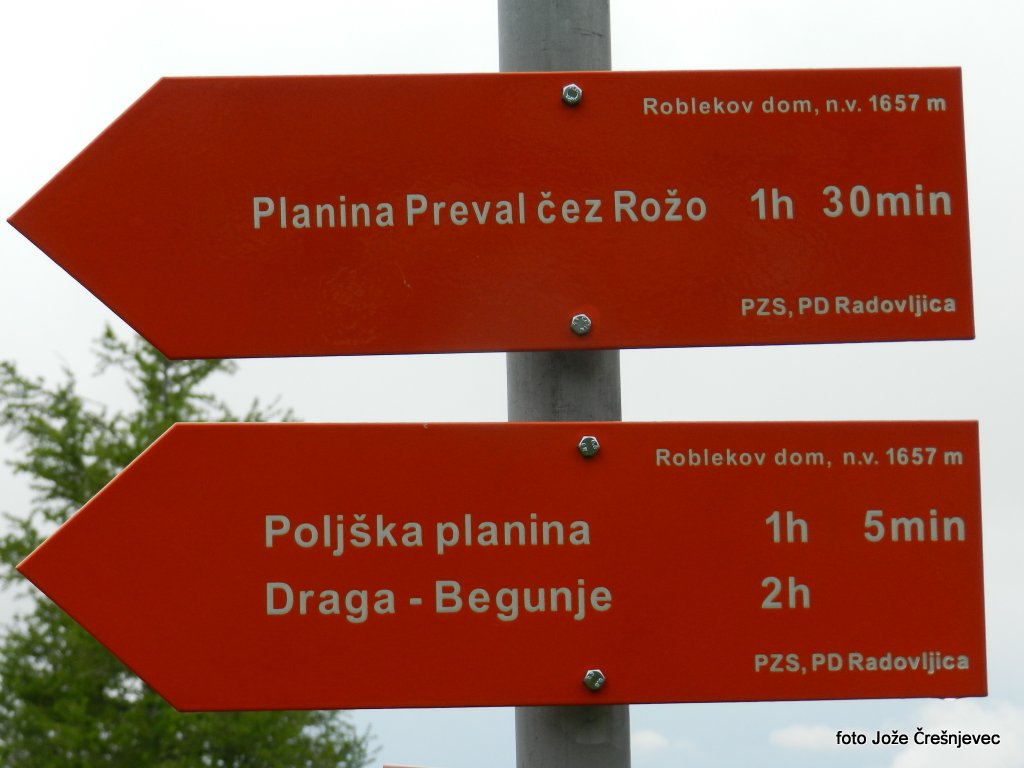 Roblekov dom, n.v. 1657 m
Planina Preval čez Rožo 1h 30min
PZS, PD Radovljica
Roblekov dom, n.v. 1657 m
Poljška planina 1h 5min
Draga - Begunje 2h
PZS, PD Radovljica
foto Jože Črešnjevec